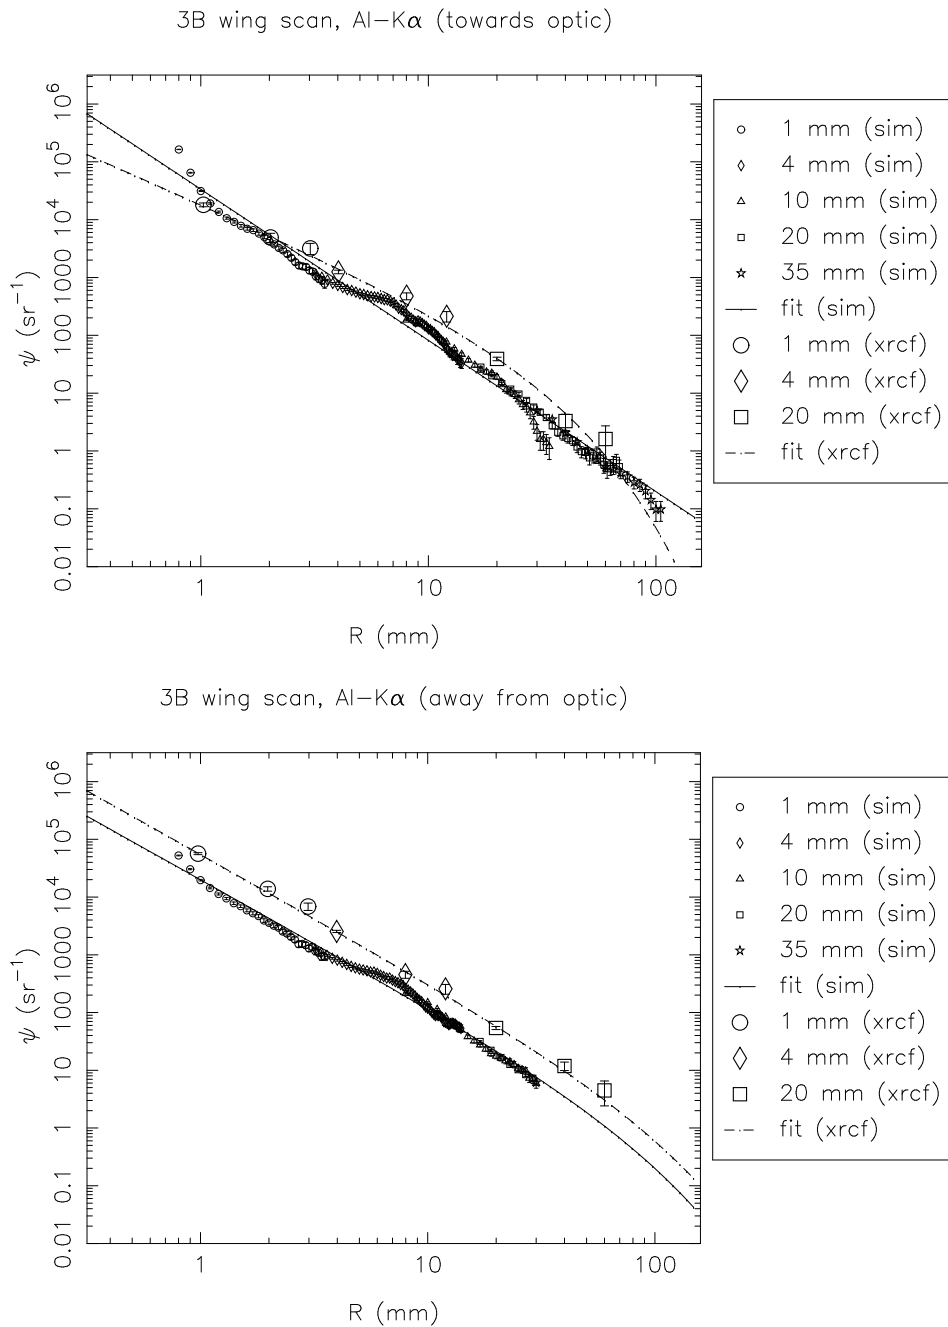 3B wing scan, Al−Kα (towards optic)
10⁶
10⁵
10⁴
1000
100
10
1
0.1
0.01
ψ (sr⁻¹)
1 10 100
R (mm)
1 mm (sim)
4 mm (sim)
10 mm (sim)
20 mm (sim)
35 mm (sim)
fit (sim)
1 mm (xrcf)
4 mm (xrcf)
20 mm (xrcf)
fit (xrcf)
3B wing scan, Al−Kα (away from optic)
10⁶
10⁵
10⁴
1000
100
10
1
0.1
0.01
ψ (sr⁻¹)
1 10 100
R (mm)
1 mm (sim)
4 mm (sim)
10 mm (sim)
20 mm (sim)
35 mm (sim)
fit (sim)
1 mm (xrcf)
4 mm (xrcf)
20 mm (xrcf)
fit (xrcf)